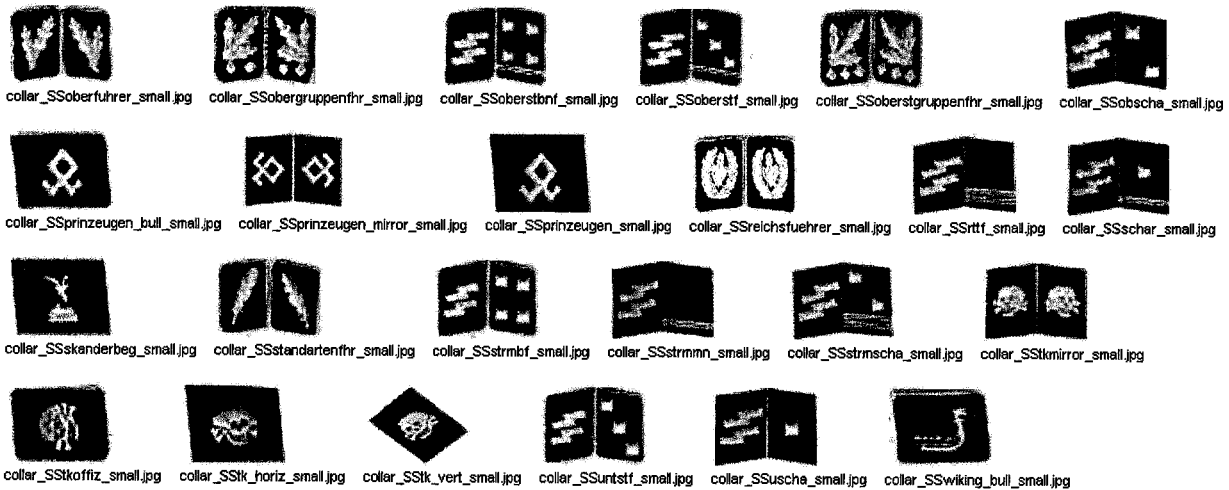 collar_SSoberfuhrer_small.jpg collar_SSobergruppenfhr_small.jpg collar_SSoberstbnf_small.jpg collar_SSoberstf_small.jpg collar_SSoberstgruppenfhr_small.jpg collar_SSobscha_small.jpg
collar_SSprinzeugen_bull_small.jpg collar_SSprinzeugen_mirror_small.jpg collar_SSprinzeugen_small.jpg collar_SSreichsfuehrer_small.jpg collar_SSrttf_small.jpg collar_SSschar_small.jpg
collar_SSskanderbeg_small.jpg collar_SSstandartenfhr_small.jpg collar_SSstrmbf_small.jpg collar_SSstrmmn_small.jpg collar_SSstrmscha_small.jpg collar_SStkmirror_small.jpg
collar_SStkoffiz_small.jpg collar_SStk_horiz_small.jpg collar_SStk_vert_small.jpg collar_SSuntstf_small.jpg collar_SSuscha_small.jpg collar_SSwiking_bull_small.jpg